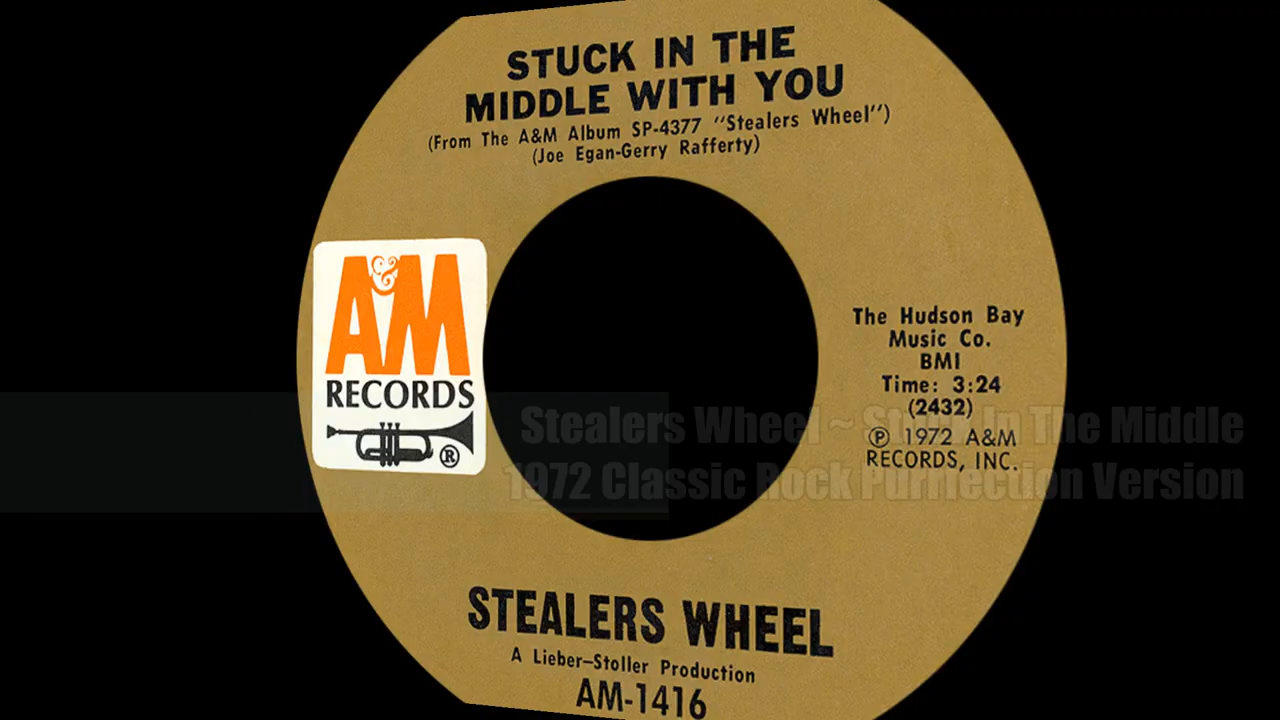 STUCK IN THE
MIDDLE WITH YOU
(From The A&M Album SP-4377 "Stealers Wheel")
(Joe Egan-Gerry Rafferty)
A&M
RECORDS
®
The Hudson Bay
Music Co.
BMI
Time: 3:24
(2432)
℗ 1972 A&M
RECORDS, INC.
Stealers Wheel ~ Stuck In The Middle
1972 Classic Rock Purrfection Version
STEALERS WHEEL
A Lieber-Stoller Production
AM-1416